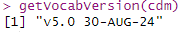 > getVocabVersion(cdm)
[1] "v5.0 30-AUG-24"